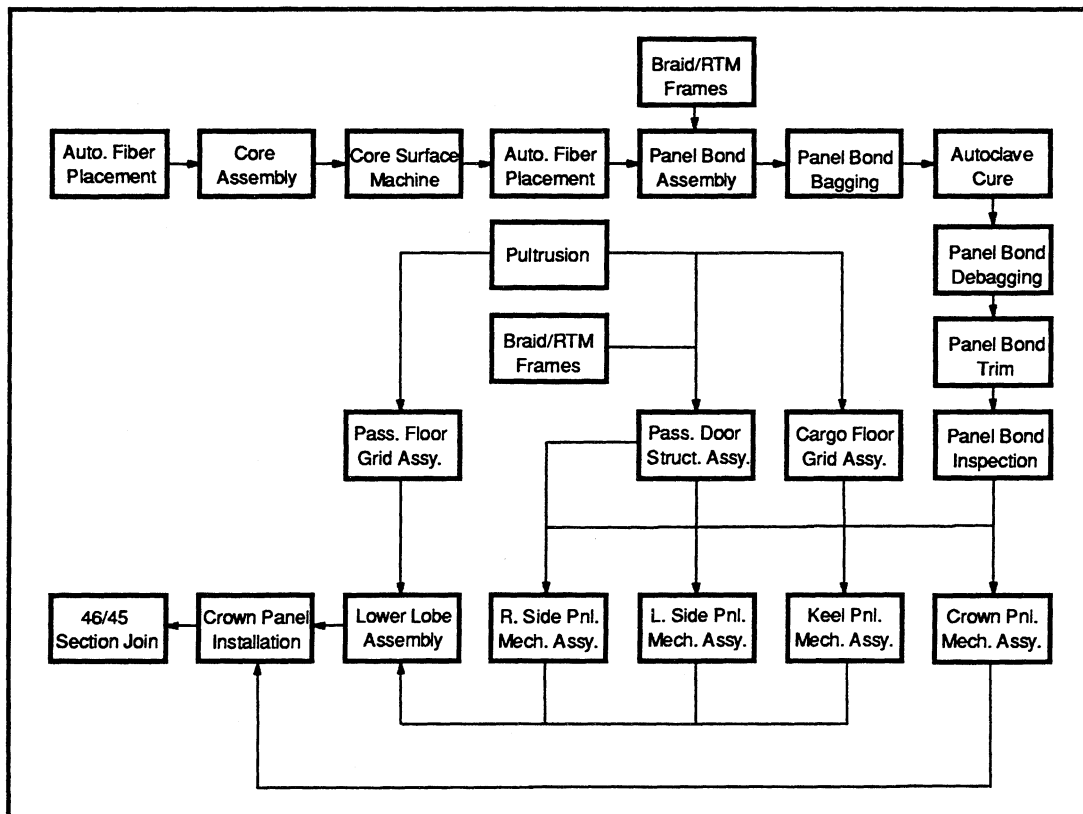 Braid/RTM
Frames
Auto. Fiber
Placement
Core
Assembly
Core Surface
Machine
Auto. Fiber
Placement
Panel Bond
Assembly
Panel Bond
Bagging
Autoclave
Cure
Pultrusion
Panel Bond
Debagging
Braid/RTM
Frames
Panel Bond
Trim
Pass. Floor
Grid Assy.
Pass. Door
Struct. Assy.
Cargo Floor
Grid Assy.
Panel Bond
Inspection
46/45
Section Join
Crown Panel
Installation
Lower Lobe
Assembly
R. Side Pnl.
Mech. Assy.
L. Side Pnl.
Mech. Assy.
Keel Pnl.
Mech. Assy.
Crown Pnl.
Mech. Assy.